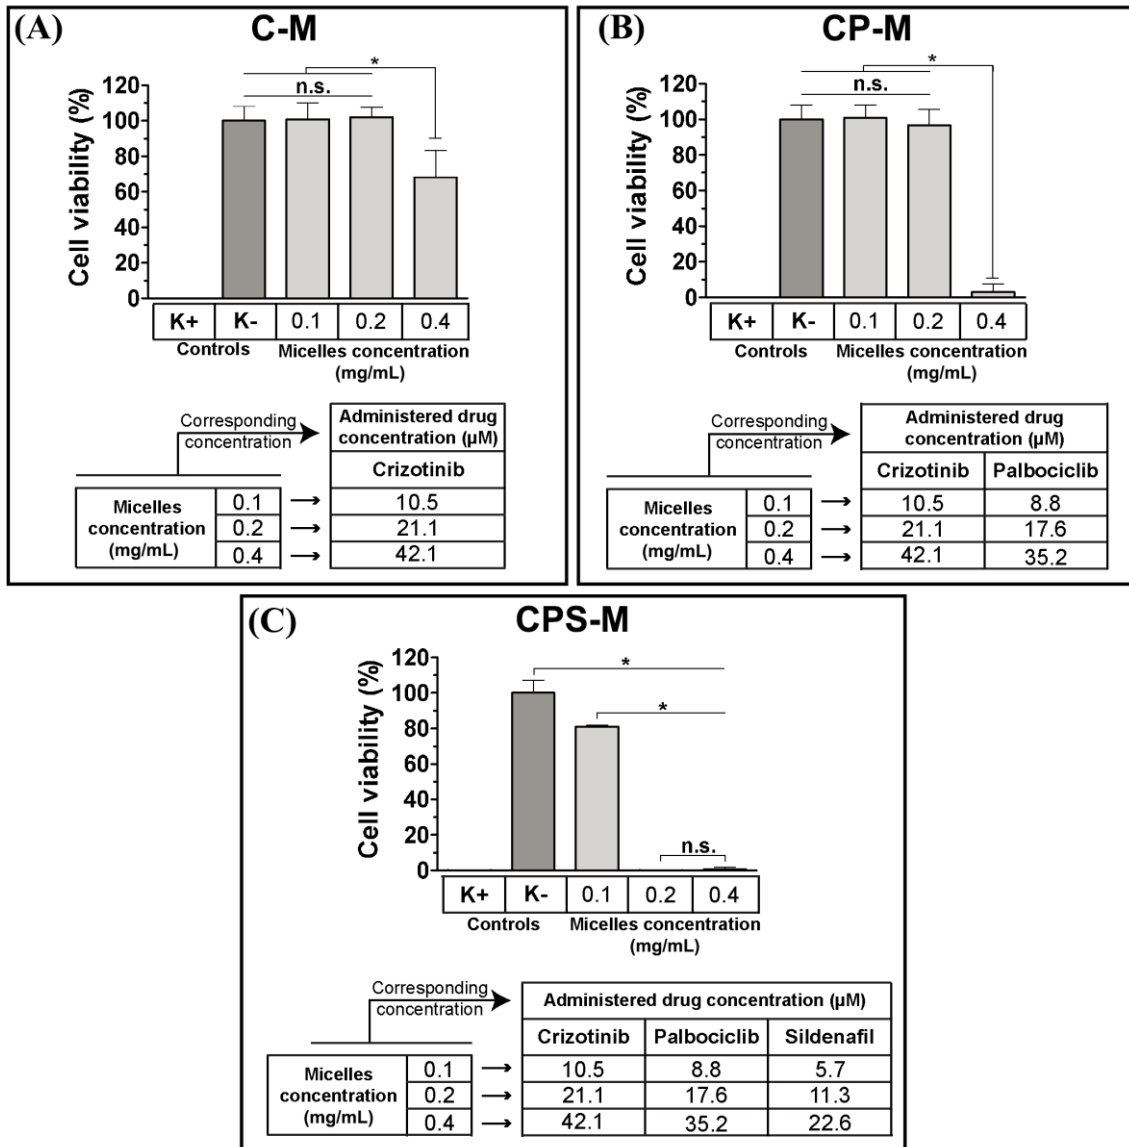 (A)
C-M
*
n.s.
Cell viability (%)
120
100
80
60
40
20
0
K+ K- 0.1 0.2 0.4
Controls Micelles concentration
(mg/mL)
Corresponding
concentration
Administered drug
concentration (µM)
Crizotinib
Micelles
concentration
(mg/mL)
0.1 → 10.5
0.2 → 21.1
0.4 → 42.1
(B)
CP-M
*
n.s.
Cell viability (%)
120
100
80
60
40
20
0
K+ K- 0.1 0.2 0.4
Controls Micelles concentration
(mg/mL)
Corresponding
concentration
Administered drug
concentration (µM)
Crizotinib Palbociclib
Micelles
concentration
(mg/mL)
0.1 → 10.5 8.8
0.2 → 21.1 17.6
0.4 → 42.1 35.2
(C)
CPS-M
*
*
n.s.
Cell viability (%)
120
100
80
60
40
20
0
K+ K- 0.1 0.2 0.4
Controls Micelles concentration
(mg/mL)
Corresponding
concentration
Administered drug concentration (µM)
Crizotinib Palbociclib Sildenafil
Micelles
concentration
(mg/mL)
0.1 → 10.5 8.8 5.7
0.2 → 21.1 17.6 11.3
0.4 → 42.1 35.2 22.6